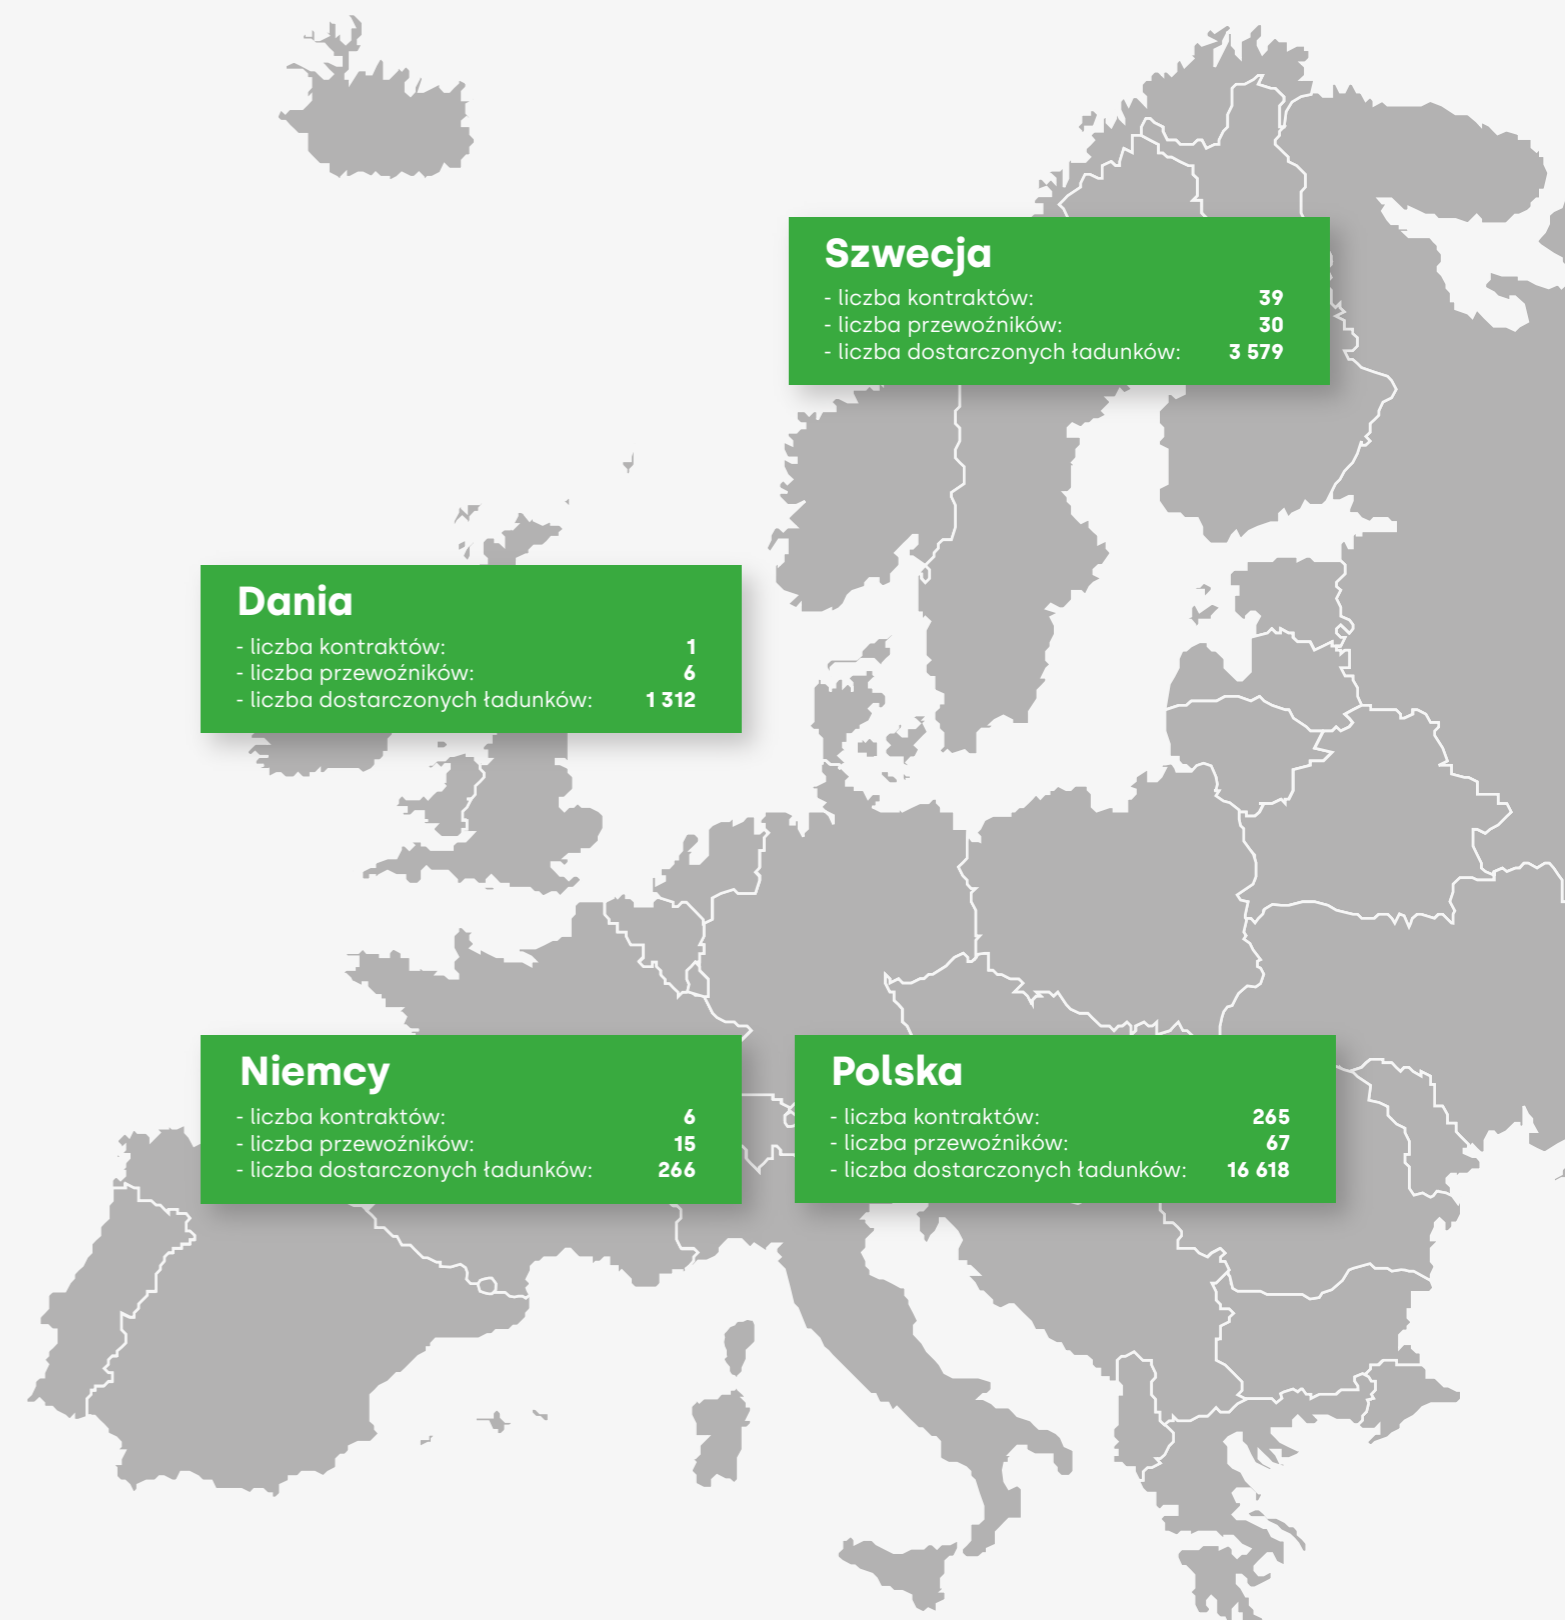 Szwecja
- liczba kontraktów: 39
- liczba przewoźników: 30
- liczba dostarczonych ładunków: 3 579
Dania
- liczba kontraktów: 1
- liczba przewoźników: 6
- liczba dostarczonych ładunków: 1 312
Niemcy
- liczba kontraktów: 6
- liczba przewoźników: 15
- liczba dostarczonych ładunków: 266
Polska
- liczba kontraktów: 265
- liczba przewoźników: 67
- liczba dostarczonych ładunków: 16 618